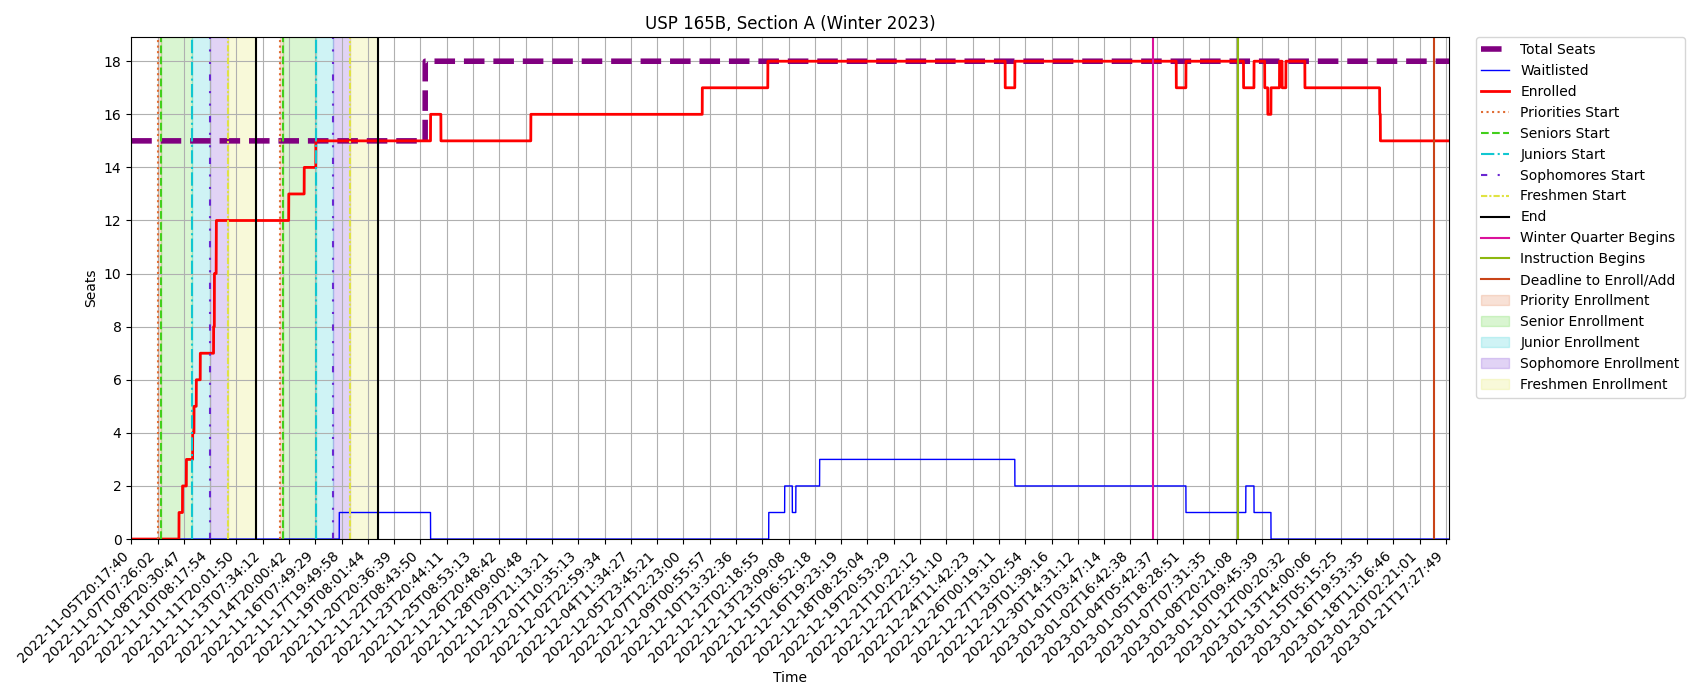 USP 165B, Section A (Winter 2023)
Seats
18
16
14
12
10
8
6
4
2
0
2022-11-05T20:17:40
2022-11-07T07:26:02
2022-11-08T20:30:47
2022-11-10T08:17:54
2022-11-11T20:01:50
2022-11-13T07:34:12
2022-11-14T20:00:42
2022-11-16T07:49:29
2022-11-17T19:49:58
2022-11-19T08:01:44
2022-11-20T20:36:39
2022-11-22T08:43:50
2022-11-23T20:44:11
2022-11-25T08:53:13
2022-11-26T20:48:42
2022-11-28T09:00:48
2022-11-29T21:13:21
2022-12-01T10:35:13
2022-12-02T22:59:34
2022-12-04T11:34:27
2022-12-05T23:45:21
2022-12-07T12:23:00
2022-12-09T00:55:57
2022-12-10T13:32:36
2022-12-12T02:18:55
2022-12-13T23:09:08
2022-12-15T06:52:18
2022-12-16T19:23:19
2022-12-18T08:25:04
2022-12-19T20:53:29
2022-12-21T10:22:12
2022-12-22T22:51:10
2022-12-24T11:42:23
2022-12-26T00:19:11
2022-12-27T13:02:54
2022-12-29T01:39:16
2022-12-30T14:31:12
2023-01-01T03:47:14
2023-01-02T16:42:38
2023-01-04T05:42:37
2023-01-05T18:28:51
2023-01-07T07:31:35
2023-01-08T20:21:08
2023-01-10T09:45:39
2023-01-12T00:20:32
2023-01-13T14:00:06
2023-01-15T05:15:25
2023-01-16T19:53:35
2023-01-18T11:16:46
2023-01-20T02:21:01
2023-01-21T17:27:49
Time
Total Seats
Waitlisted
Enrolled
Priorities Start
Seniors Start
Juniors Start
Sophomores Start
Freshmen Start
End
Winter Quarter Begins
Instruction Begins
Deadline to Enroll/Add
Priority Enrollment
Senior Enrollment
Junior Enrollment
Sophomore Enrollment
Freshmen Enrollment